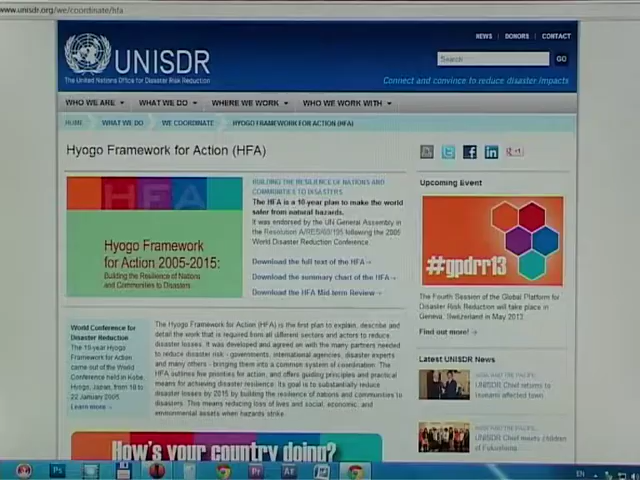 www.unisdr.org/we/coordinate/hfa
NEWS | DONORS | CONTACT
UNISDR
The United Nations Office for Disaster Risk Reduction
Search
GO
Connect and convince to reduce disaster impacts
WHO WE ARE
WHAT WE DO
WHERE WE WORK
WHO WE WORK WITH
HOME
WHAT WE DO
WE COORDINATE
HYOGO FRAMEWORK FOR ACTION (HFA)
Hyogo Framework for Action (HFA)
HFA
Hyogo Framework
for Action 2005-2015:
Building the Resilience of Nations
and Communities to Disasters
BUILDING THE RESILIENCE OF NATIONS AND
COMMUNITIES TO DISASTERS
The HFA is a 10-year plan to make the world
safer from natural hazards.
It was endorsed by the UN General Assembly in
the Resolution A/RES/60/195 following the 2005
World Disaster Reduction Conference.
Download the full text of the HFA
Download the summary chart of the HFA
Download the HFA Mid-term Review
World Conference for
Disaster Reduction
The 10-year Hyogo
Framework for Action
came out of the World
Conference held in Kobe,
Hyogo, Japan, from 18 to
22 January 2005.
Learn more
The Hyogo Framework for Action (HFA) is the first plan to explain, describe and
detail the work that is required from all different sectors and actors to reduce
disaster losses. It was developed and agreed on with the many partners needed
to reduce disaster risk - governments, international agencies, disaster experts
and many others - bringing them into a common system of coordination. The
HFA outlines five priorities for action, and offers guiding principles and practical
means for achieving disaster resilience. Its goal is to substantially reduce
disaster losses by 2015 by building the resilience of nations and communities to
disasters. This means reducing loss of lives and social, economic, and
environmental assets when hazards strike.
How's your country doing?
Upcoming Event
#gpdrr13
The Fourth Session of the Global Platform for
Disaster Risk Reduction will take place in
Geneva, Switzerland in May 2013.
Find out more!
Latest UNISDR News
ASIA AND THE PACIFIC
UNISDR Chief returns to
tsunami affected town
ASIA AND THE PACIFIC
UNISDR Chief meets children
of Fukushima
EN